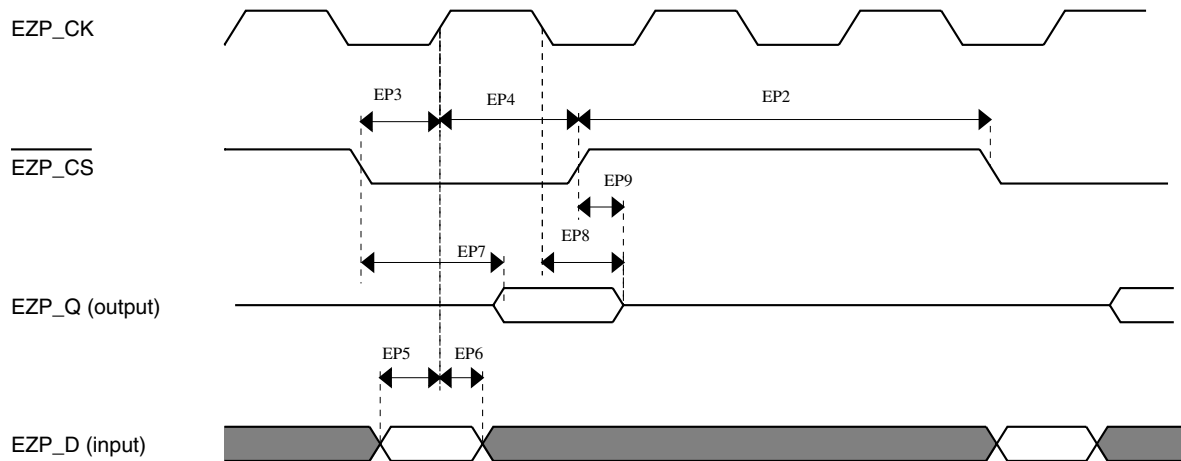 EZP_CK
EP3
EP4
EP2
EZP_CS
EP9
EP8
EP7
EZP_Q (output)
EP5
EP6
EZP_D (input)